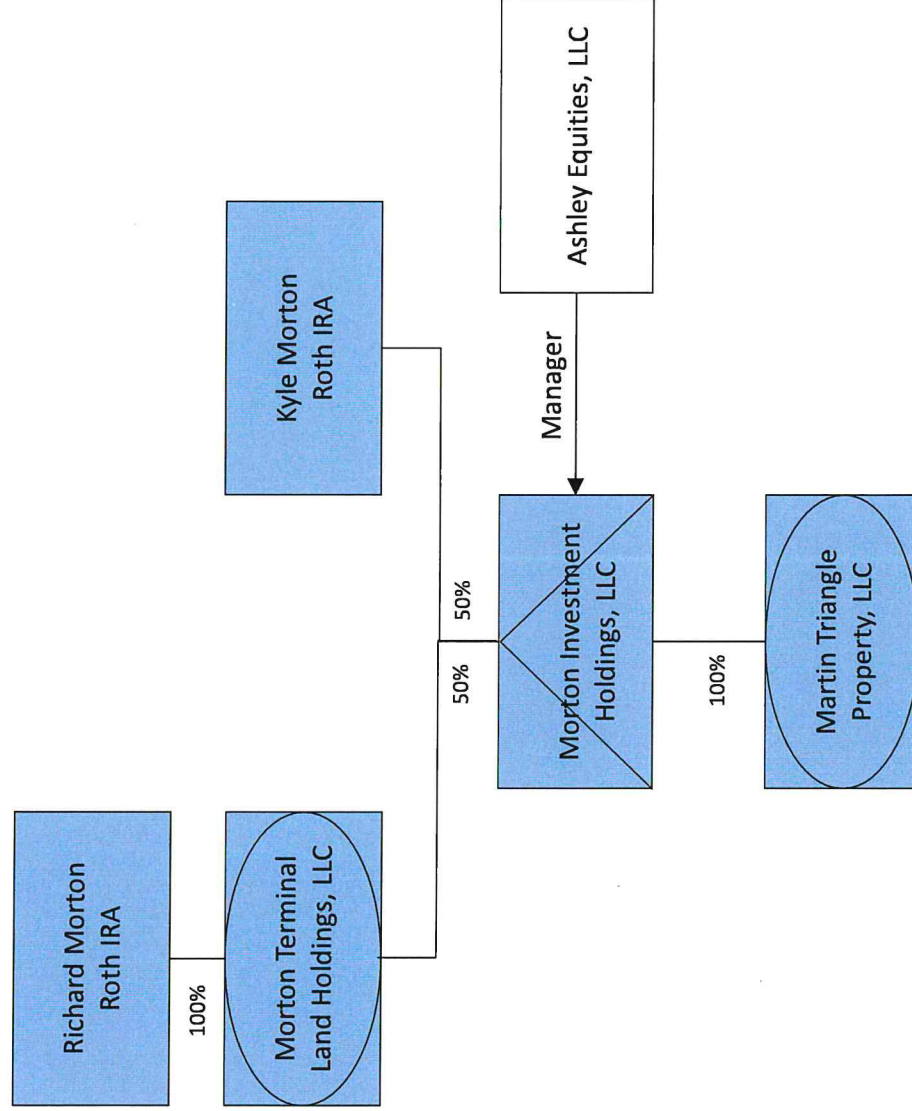 Richard Morton
Roth IRA
100%
Morton Terminal
Land Holdings, LLC
Kyle Morton
Roth IRA
50%
50%
Morton Investment
Holdings, LLC
Manager
Ashley Equities, LLC
100%
Martin Triangle
Property, LLC